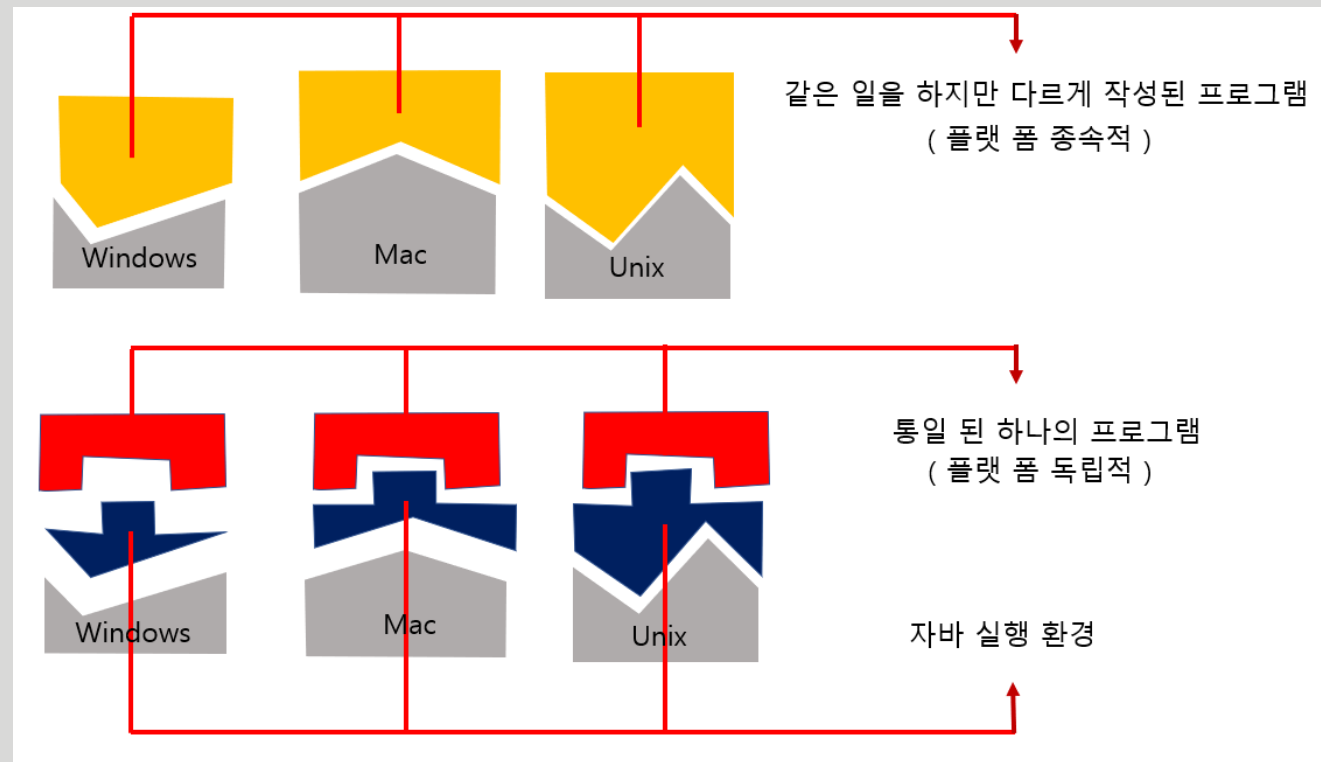 같은 일을 하지만 다르게 작성된 프로그램
( 플랫 폼 종속적 )
Windows
Mac
Unix
통일 된 하나의 프로그램
( 플랫 폼 독립적 )
Windows
Mac
Unix
자바 실행 환경